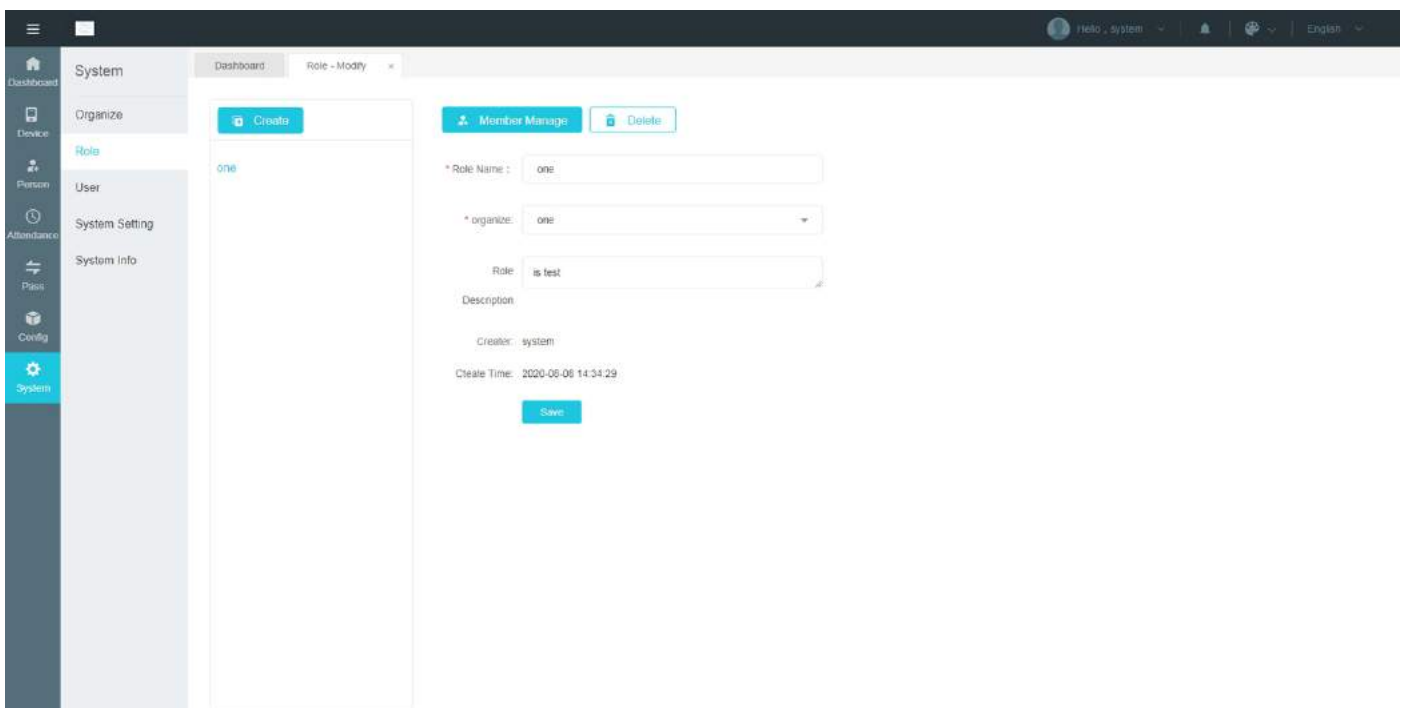 Hello , system
English
Dashboard
Device
Person
Attendance
Pass
Config
System
System
Organize
Role
User
System Setting
System Info
Dashboard
Role - Modify
Create
one
Member Manage
Delete
* Role Name :
one
* organize:
one
Role
Description
is test
Creater:
system
Cteate Time:
2020-06-06 14:34:29
Save